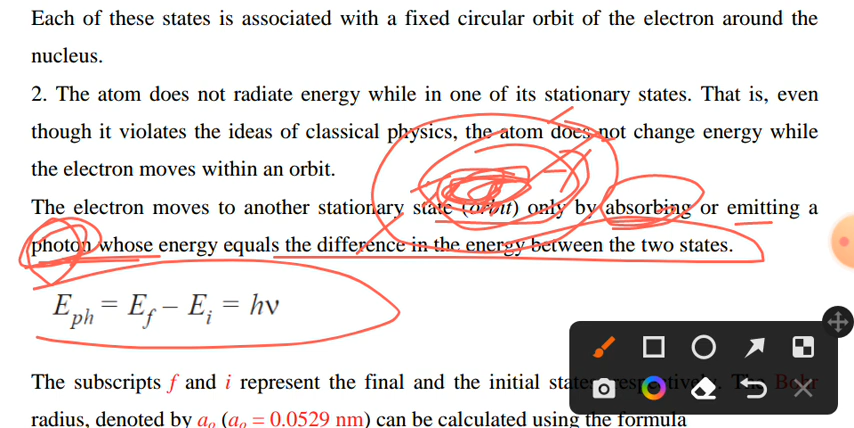 Each of these states is associated with a fixed circular orbit of the electron around the
nucleus.
2. The atom does not radiate energy while in one of its stationary states. That is, even
though it violates the ideas of classical physics, the atom does not change energy while
the electron moves within an orbit.
The electron moves to another stationary state (orbit) only by absorbing or emitting a
photon whose energy equals the difference in the energy between the two states.
E_ph = E_f − E_i = hν
The subscripts f and i represent the final and the initial states respectively. The Bohr
radius, denoted by a₀ (a₀ = 0.0529 nm) can be calculated using the formula